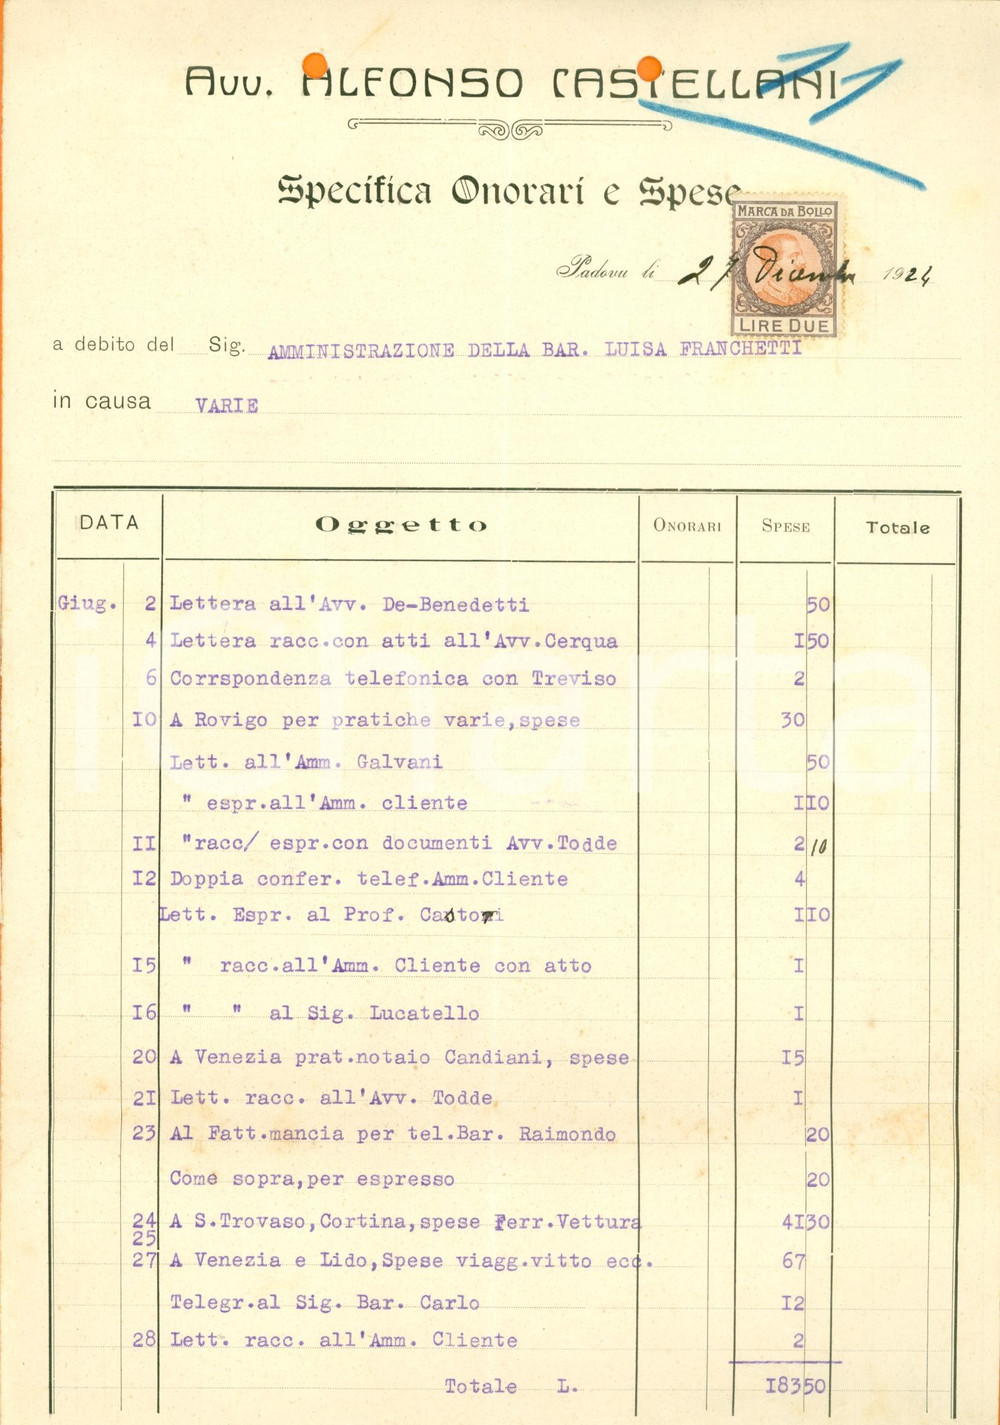 Avv. ALFONSO CASTELLANI
Specifica Onorari e Spese
MARCA DA BOLLO
Padova li 27 Dicembre 1924
LIRE DUE
a debito del Sig. AMMINISTRAZIONE DELLA BAR. LUISA FRANCHETTI
in causa VARIE
DATA Oggetto ONORARI SPESE Totale
Giug. 2 Lettera all'Avv. De-Benedetti 50
4 Lettera racc.con atti all'Avv.Cerqua I 50
6 Corrspondenza telefonica con Treviso 2
IO A Rovigo per pratiche varie,spese 30
Lett. all'Amm. Galvani 50
" espr.all'Amm. cliente I IO
II "racc/ espr.con documenti Avv.Todde 2 10
I2 Doppia confer. telef.Amm.Cliente 4
Lett. Espr. al Prof. I IO
I5 " racc.all'Amm. Cliente con atto I
I6 " " al Sig. Lucatello I
20 A Venezia prat.notaio Candiani, spese I5
2I Lett. racc. all'Avv. Todde I
23 Al Fatt.mancia per tel.Bar. Raimondo 20
Come sopra,per espresso 20
24 A S.Trovaso,Cortina,spese Ferr.Vettura 4I 30
25
27 A Venezia e Lido,Spese viagg.vitto ecc. 67
Telegr.al Sig. Bar. Carlo I2
28 Lett. racc. all'Amm. Cliente 2
Totale L. I83 50